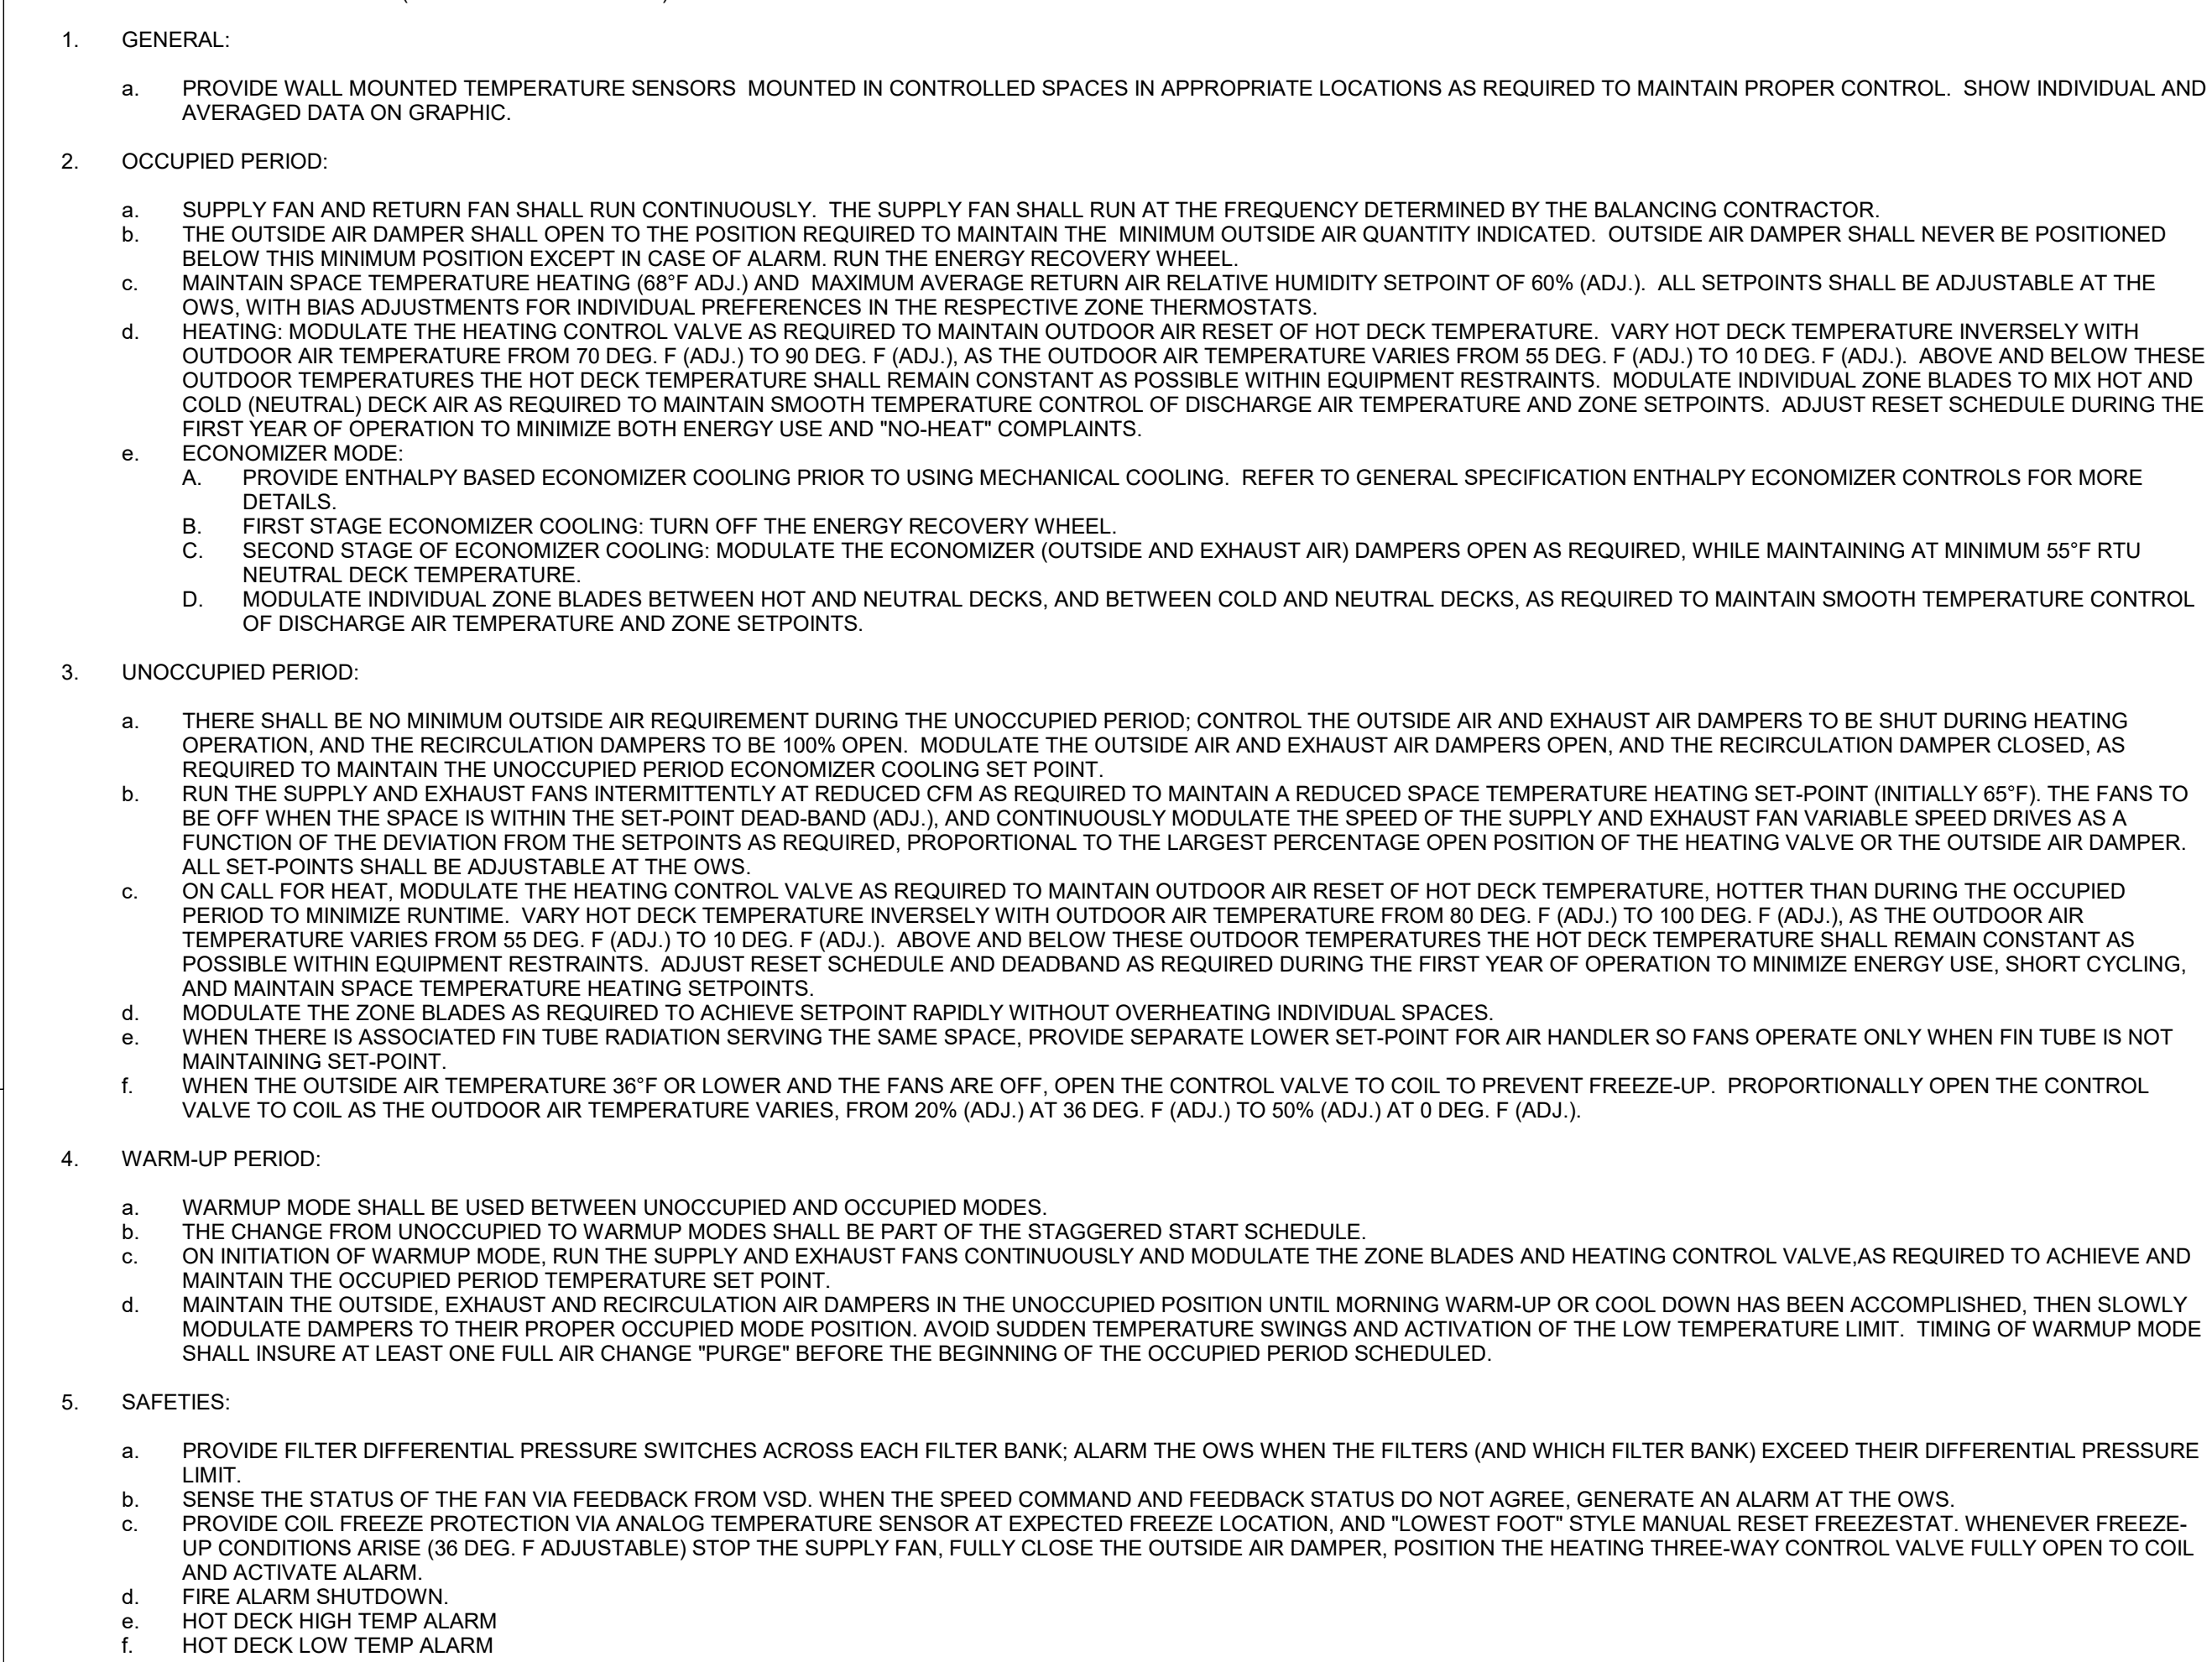 1. GENERAL:
a. PROVIDE WALL MOUNTED TEMPERATURE SENSORS  MOUNTED IN CONTROLLED SPACES IN APPROPRIATE LOCATIONS AS REQUIRED TO MAINTAIN PROPER CONTROL.  SHOW INDIVIDUAL AND
AVERAGED DATA ON GRAPHIC.
2. OCCUPIED PERIOD:
a. SUPPLY FAN AND RETURN FAN SHALL RUN CONTINUOUSLY.  THE SUPPLY FAN SHALL RUN AT THE FREQUENCY DETERMINED BY THE BALANCING CONTRACTOR.
b. THE OUTSIDE AIR DAMPER SHALL OPEN TO THE POSITION REQUIRED TO MAINTAIN THE  MINIMUM OUTSIDE AIR QUANTITY INDICATED.  OUTSIDE AIR DAMPER SHALL NEVER BE POSITIONED
BELOW THIS MINIMUM POSITION EXCEPT IN CASE OF ALARM. RUN THE ENERGY RECOVERY WHEEL.
c. MAINTAIN SPACE TEMPERATURE HEATING (68°F ADJ.) AND  MAXIMUM AVERAGE RETURN AIR RELATIVE HUMIDITY SETPOINT OF 60% (ADJ.).  ALL SETPOINTS SHALL BE ADJUSTABLE AT THE
OWS, WITH BIAS ADJUSTMENTS FOR INDIVIDUAL PREFERENCES IN THE RESPECTIVE ZONE THERMOSTATS.
d. HEATING: MODULATE THE HEATING CONTROL VALVE AS REQUIRED TO MAINTAIN OUTDOOR AIR RESET OF HOT DECK TEMPERATURE.  VARY HOT DECK TEMPERATURE INVERSELY WITH
OUTDOOR AIR TEMPERATURE FROM 70 DEG. F (ADJ.) TO 90 DEG. F (ADJ.), AS THE OUTDOOR AIR TEMPERATURE VARIES FROM 55 DEG. F (ADJ.) TO 10 DEG. F (ADJ.).  ABOVE AND BELOW THESE
OUTDOOR TEMPERATURES THE HOT DECK TEMPERATURE SHALL REMAIN CONSTANT AS POSSIBLE WITHIN EQUIPMENT RESTRAINTS.  MODULATE INDIVIDUAL ZONE BLADES TO MIX HOT AND
COLD (NEUTRAL) DECK AIR AS REQUIRED TO MAINTAIN SMOOTH TEMPERATURE CONTROL OF DISCHARGE AIR TEMPERATURE AND ZONE SETPOINTS.  ADJUST RESET SCHEDULE DURING THE
FIRST YEAR OF OPERATION TO MINIMIZE BOTH ENERGY USE AND "NO-HEAT" COMPLAINTS.
e. ECONOMIZER MODE:
A. PROVIDE ENTHALPY BASED ECONOMIZER COOLING PRIOR TO USING MECHANICAL COOLING.  REFER TO GENERAL SPECIFICATION ENTHALPY ECONOMIZER CONTROLS FOR MORE
DETAILS.
B. FIRST STAGE ECONOMIZER COOLING: TURN OFF THE ENERGY RECOVERY WHEEL.
C. SECOND STAGE OF ECONOMIZER COOLING: MODULATE THE ECONOMIZER (OUTSIDE AND EXHAUST AIR) DAMPERS OPEN AS REQUIRED, WHILE MAINTAINING AT MINIMUM 55°F RTU
NEUTRAL DECK TEMPERATURE.
D. MODULATE INDIVIDUAL ZONE BLADES BETWEEN HOT AND NEUTRAL DECKS, AND BETWEEN COLD AND NEUTRAL DECKS, AS REQUIRED TO MAINTAIN SMOOTH TEMPERATURE CONTROL
OF DISCHARGE AIR TEMPERATURE AND ZONE SETPOINTS.
3. UNOCCUPIED PERIOD:
a. THERE SHALL BE NO MINIMUM OUTSIDE AIR REQUIREMENT DURING THE UNOCCUPIED PERIOD; CONTROL THE OUTSIDE AIR AND EXHAUST AIR DAMPERS TO BE SHUT DURING HEATING
OPERATION, AND THE RECIRCULATION DAMPERS TO BE 100% OPEN.  MODULATE THE OUTSIDE AIR AND EXHAUST AIR DAMPERS OPEN, AND THE RECIRCULATION DAMPER CLOSED, AS
REQUIRED TO MAINTAIN THE UNOCCUPIED PERIOD ECONOMIZER COOLING SET POINT.
b. RUN THE SUPPLY AND EXHAUST FANS INTERMITTENTLY AT REDUCED CFM AS REQUIRED TO MAINTAIN A REDUCED SPACE TEMPERATURE HEATING SET-POINT (INITIALLY 65°F). THE FANS TO
BE OFF WHEN THE SPACE IS WITHIN THE SET-POINT DEAD-BAND (ADJ.), AND CONTINUOUSLY MODULATE THE SPEED OF THE SUPPLY AND EXHAUST FAN VARIABLE SPEED DRIVES AS A
FUNCTION OF THE DEVIATION FROM THE SETPOINTS AS REQUIRED, PROPORTIONAL TO THE LARGEST PERCENTAGE OPEN POSITION OF THE HEATING VALVE OR THE OUTSIDE AIR DAMPER.
ALL SET-POINTS SHALL BE ADJUSTABLE AT THE OWS.
c. ON CALL FOR HEAT, MODULATE THE HEATING CONTROL VALVE AS REQUIRED TO MAINTAIN OUTDOOR AIR RESET OF HOT DECK TEMPERATURE, HOTTER THAN DURING THE OCCUPIED
PERIOD TO MINIMIZE RUNTIME.  VARY HOT DECK TEMPERATURE INVERSELY WITH OUTDOOR AIR TEMPERATURE FROM 80 DEG. F (ADJ.) TO 100 DEG. F (ADJ.), AS THE OUTDOOR AIR
TEMPERATURE VARIES FROM 55 DEG. F (ADJ.) TO 10 DEG. F (ADJ.).  ABOVE AND BELOW THESE OUTDOOR TEMPERATURES THE HOT DECK TEMPERATURE SHALL REMAIN CONSTANT AS
POSSIBLE WITHIN EQUIPMENT RESTRAINTS.  ADJUST RESET SCHEDULE AND DEADBAND AS REQUIRED DURING THE FIRST YEAR OF OPERATION TO MINIMIZE ENERGY USE, SHORT CYCLING,
AND MAINTAIN SPACE TEMPERATURE HEATING SETPOINTS.
d. MODULATE THE ZONE BLADES AS REQUIRED TO ACHIEVE SETPOINT RAPIDLY WITHOUT OVERHEATING INDIVIDUAL SPACES.
e. WHEN THERE IS ASSOCIATED FIN TUBE RADIATION SERVING THE SAME SPACE, PROVIDE SEPARATE LOWER SET-POINT FOR AIR HANDLER SO FANS OPERATE ONLY WHEN FIN TUBE IS NOT
MAINTAINING SET-POINT.
f. WHEN THE OUTSIDE AIR TEMPERATURE 36°F OR LOWER AND THE FANS ARE OFF, OPEN THE CONTROL VALVE TO COIL TO PREVENT FREEZE-UP.  PROPORTIONALLY OPEN THE CONTROL
VALVE TO COIL AS THE OUTDOOR AIR TEMPERATURE VARIES, FROM 20% (ADJ.) AT 36 DEG. F (ADJ.) TO 50% (ADJ.) AT 0 DEG. F (ADJ.).
4. WARM-UP PERIOD:
a. WARMUP MODE SHALL BE USED BETWEEN UNOCCUPIED AND OCCUPIED MODES.
b. THE CHANGE FROM UNOCCUPIED TO WARMUP MODES SHALL BE PART OF THE STAGGERED START SCHEDULE.
c. ON INITIATION OF WARMUP MODE, RUN THE SUPPLY AND EXHAUST FANS CONTINUOUSLY AND MODULATE THE ZONE BLADES AND HEATING CONTROL VALVE,AS REQUIRED TO ACHIEVE AND
MAINTAIN THE OCCUPIED PERIOD TEMPERATURE SET POINT.
d. MAINTAIN THE OUTSIDE, EXHAUST AND RECIRCULATION AIR DAMPERS IN THE UNOCCUPIED POSITION UNTIL MORNING WARM-UP OR COOL DOWN HAS BEEN ACCOMPLISHED, THEN SLOWLY
MODULATE DAMPERS TO THEIR PROPER OCCUPIED MODE POSITION. AVOID SUDDEN TEMPERATURE SWINGS AND ACTIVATION OF THE LOW TEMPERATURE LIMIT.  TIMING OF WARMUP MODE
SHALL INSURE AT LEAST ONE FULL AIR CHANGE "PURGE" BEFORE THE BEGINNING OF THE OCCUPIED PERIOD SCHEDULED.
5. SAFETIES:
a. PROVIDE FILTER DIFFERENTIAL PRESSURE SWITCHES ACROSS EACH FILTER BANK; ALARM THE OWS WHEN THE FILTERS (AND WHICH FILTER BANK) EXCEED THEIR DIFFERENTIAL PRESSURE
LIMIT.
b. SENSE THE STATUS OF THE FAN VIA FEEDBACK FROM VSD. WHEN THE SPEED COMMAND AND FEEDBACK STATUS DO NOT AGREE, GENERATE AN ALARM AT THE OWS.
c. PROVIDE COIL FREEZE PROTECTION VIA ANALOG TEMPERATURE SENSOR AT EXPECTED FREEZE LOCATION, AND "LOWEST FOOT" STYLE MANUAL RESET FREEZESTAT. WHENEVER FREEZE-
UP CONDITIONS ARISE (36 DEG. F ADJUSTABLE) STOP THE SUPPLY FAN, FULLY CLOSE THE OUTSIDE AIR DAMPER, POSITION THE HEATING THREE-WAY CONTROL VALVE FULLY OPEN TO COIL
AND ACTIVATE ALARM.
d. FIRE ALARM SHUTDOWN.
e. HOT DECK HIGH TEMP ALARM
f. HOT DECK LOW TEMP ALARM